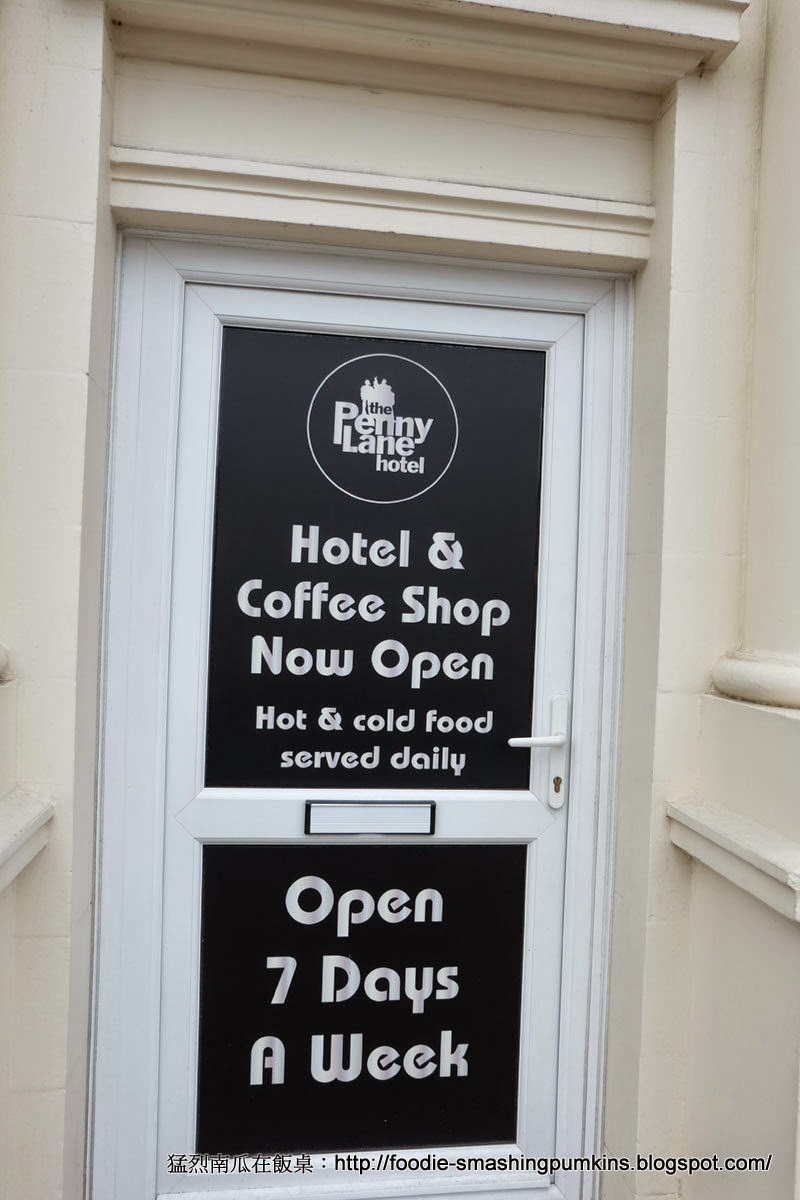 the
Penny
Lane
hotel
Hotel &
Coffee Shop
Now Open
Hot & cold food
served daily
Open
7 Days
A Week
猛烈南瓜在飯桌：http://foodie-smashingpumkins.blogspot.com/